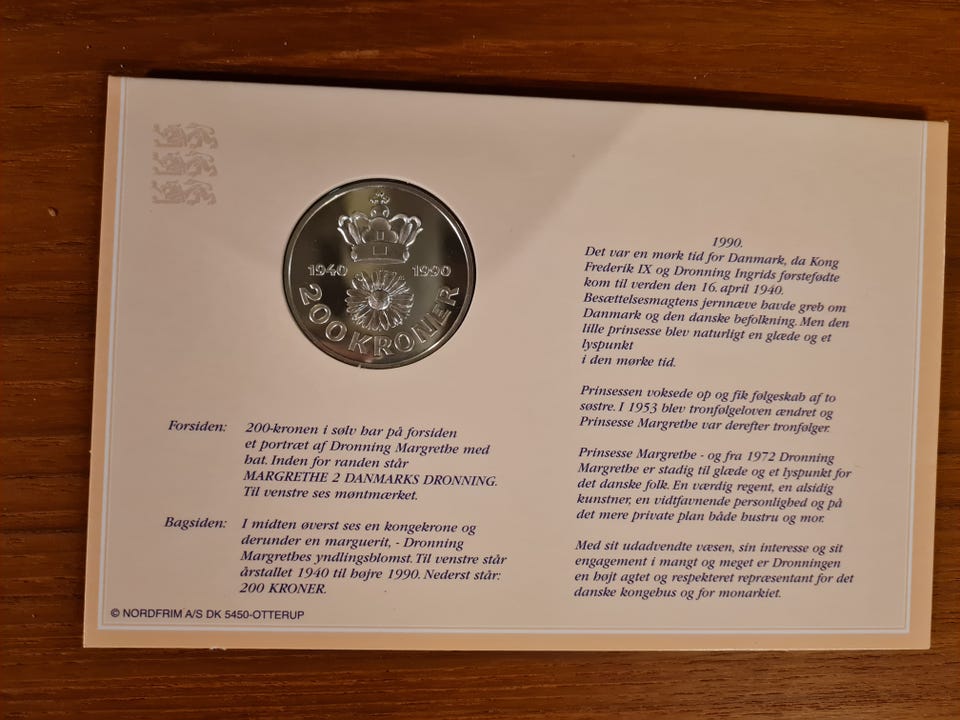 1940 1990
200 KRONER
Forsiden: 200-kronen i sølv har på forsiden
et portræt af Dronning Margrethe med
hat. Inden for randen står
MARGRETHE 2 DANMARKS DRONNING.
Til venstre ses møntmærket.
Bagsiden: I midten øverst ses en kongekrone og
derunder en marguerit, - Dronning
Margrethes yndlingsblomst. Til venstre står
årstallet 1940 til højre 1990. Nederst står:
200 KRONER.
© NORDFRIM A/S DK 5450-OTTERUP
1990.
Det var en mørk tid for Danmark, da Kong
Frederik IX og Dronning Ingrids førstefødte
kom til verden den 16. april 1940.
Besættelsesmagtens jernnæve havde greb om
Danmark og den danske befolkning. Men den
lille prinsesse blev naturligt en glæde og et
lyspunkt
i den mørke tid.
Prinsessen voksede op og fik følgeskab af to
søstre. I 1953 blev tronfølgeloven ændret og
Prinsesse Margrethe var derefter tronfølger.
Prinsesse Margrethe - og fra 1972 Dronning
Margrethe er stadig til glæde og et lyspunkt for
det danske folk. En værdig regent, en alsidig
kunstner, en vidtfavnende personlighed og på
det mere private plan både hustru og mor.
Med sit udadvendte væsen, sin interesse og sit
engagement i mangt og meget er Dronningen
en højt agtet og respekteret repræsentant for det
danske kongehus og for monarkiet.